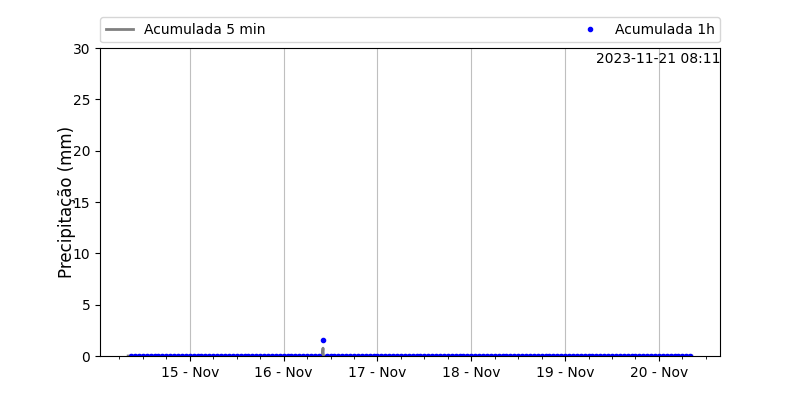 Acumulada 5 min
Acumulada 1h
2023-11-21 08:11
Precipitação (mm)
30
25
20
15
10
5
0
15 - Nov
16 - Nov
17 - Nov
18 - Nov
19 - Nov
20 - Nov